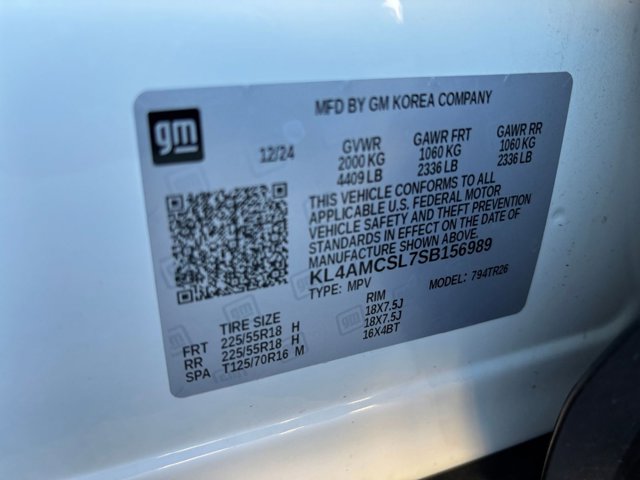 MFD BY GM KOREA COMPANY
gm
12/24
GVWR
2000 KG
4409 LB
GAWR FRT
1060 KG
2336 LB
GAWR RR
1060 KG
2336 LB
THIS VEHICLE CONFORMS TO ALL
APPLICABLE U.S. FEDERAL MOTOR
VEHICLE SAFETY AND THEFT PREVENTION
STANDARDS IN EFFECT ON THE DATE OF
MANUFACTURE SHOWN ABOVE.
KL4AMCSL7SB156989
TYPE: MPV
MODEL: 794TR26
TIRE SIZE RIM
FRT 225/55R18 H 18X7.5J
RR 225/55R18 H 18X7.5J
SPA T125/70R16 M 16X4BT